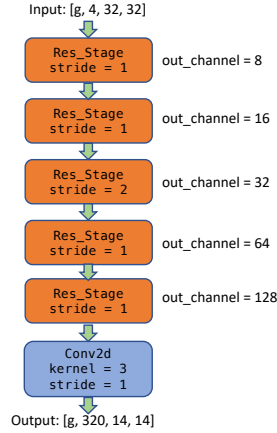 Input: [g, 4, 32, 32]
Res_Stage
stride = 1
out_channel = 8
Res_Stage
stride = 1
out_channel = 16
Res_Stage
stride = 2
out_channel = 32
Res_Stage
stride = 1
out_channel = 64
Res_Stage
stride = 1
out_channel = 128
Conv2d
kernel = 3
stride = 1
Output: [g, 320, 14, 14]